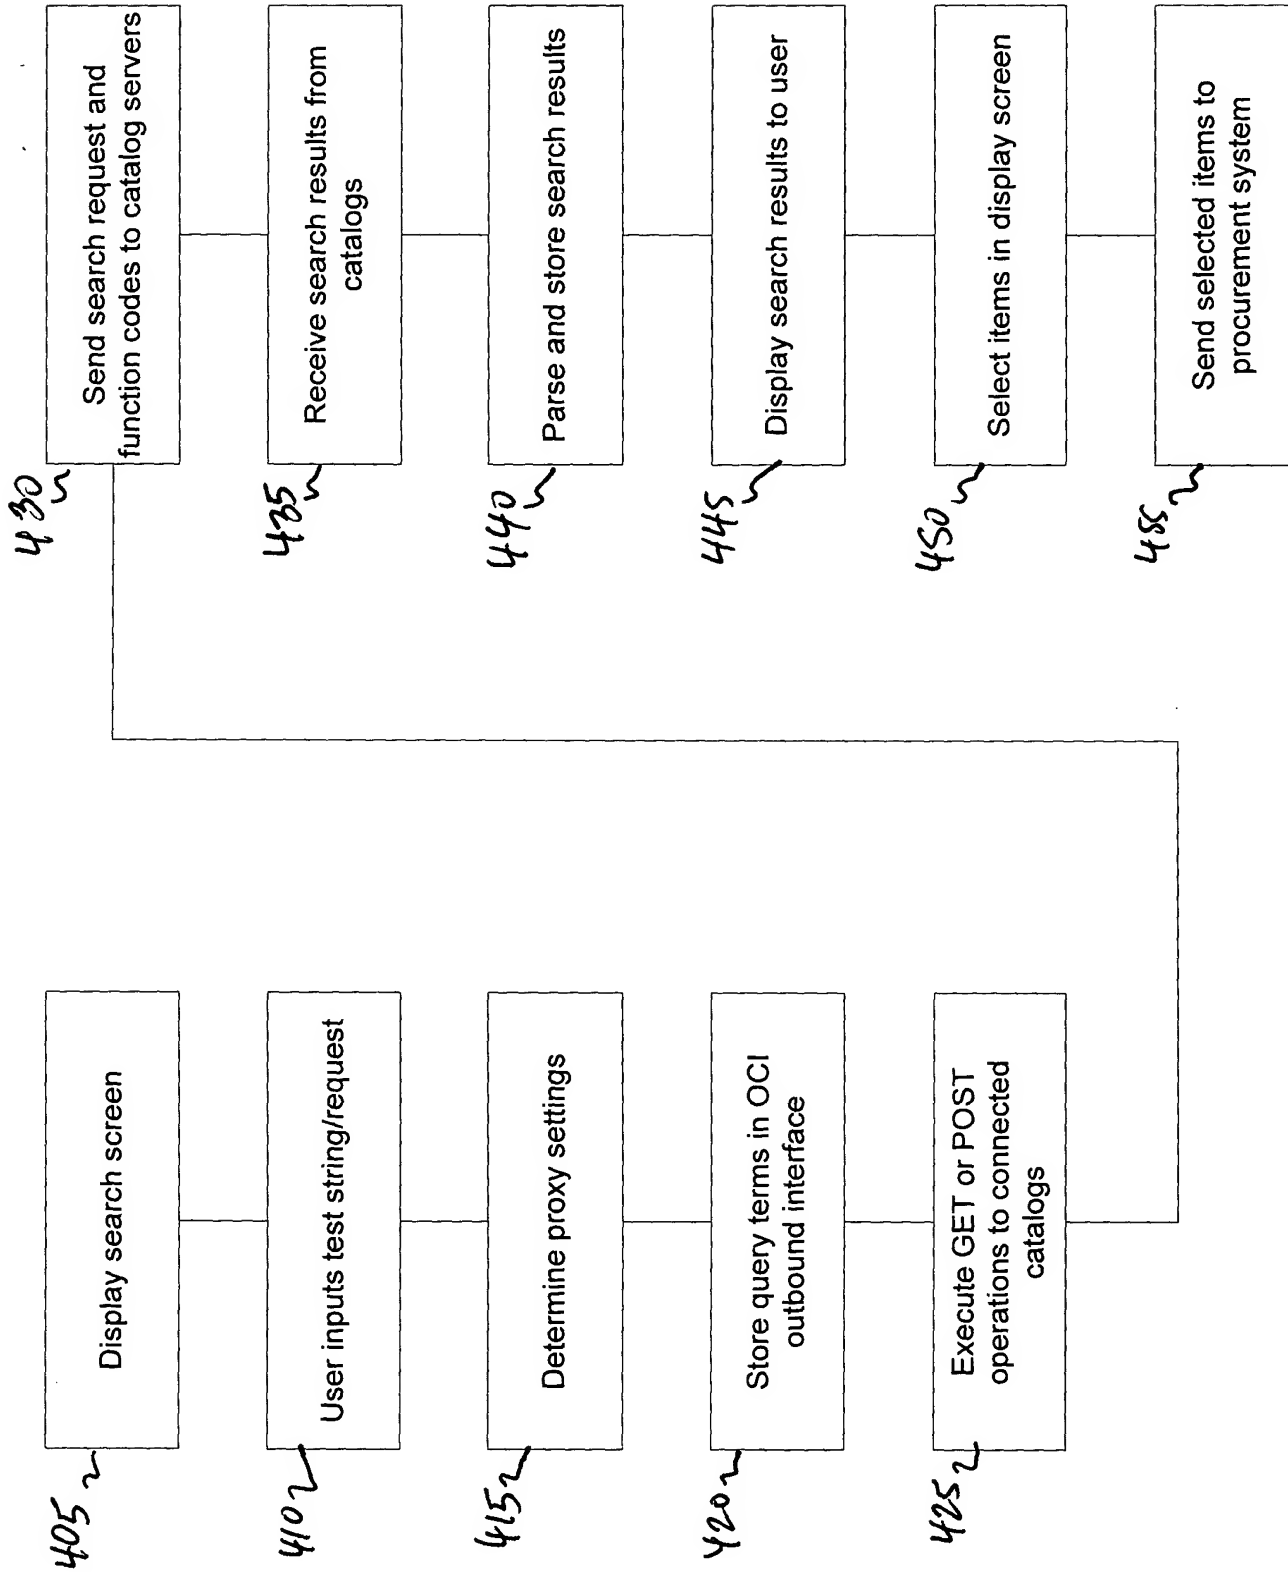 405
Display search screen
410
User inputs test string/request
415
Determine proxy settings
420
Store query terms in OCI
outbound interface
425
Execute GET or POST
operations to connected
catalogs
430
Send search request and
function codes to catalog servers
435
Receive search results from
catalogs
440
Parse and store search results
445
Display search results to user
450
Select items in display screen
455
Send selected items to
procurement system